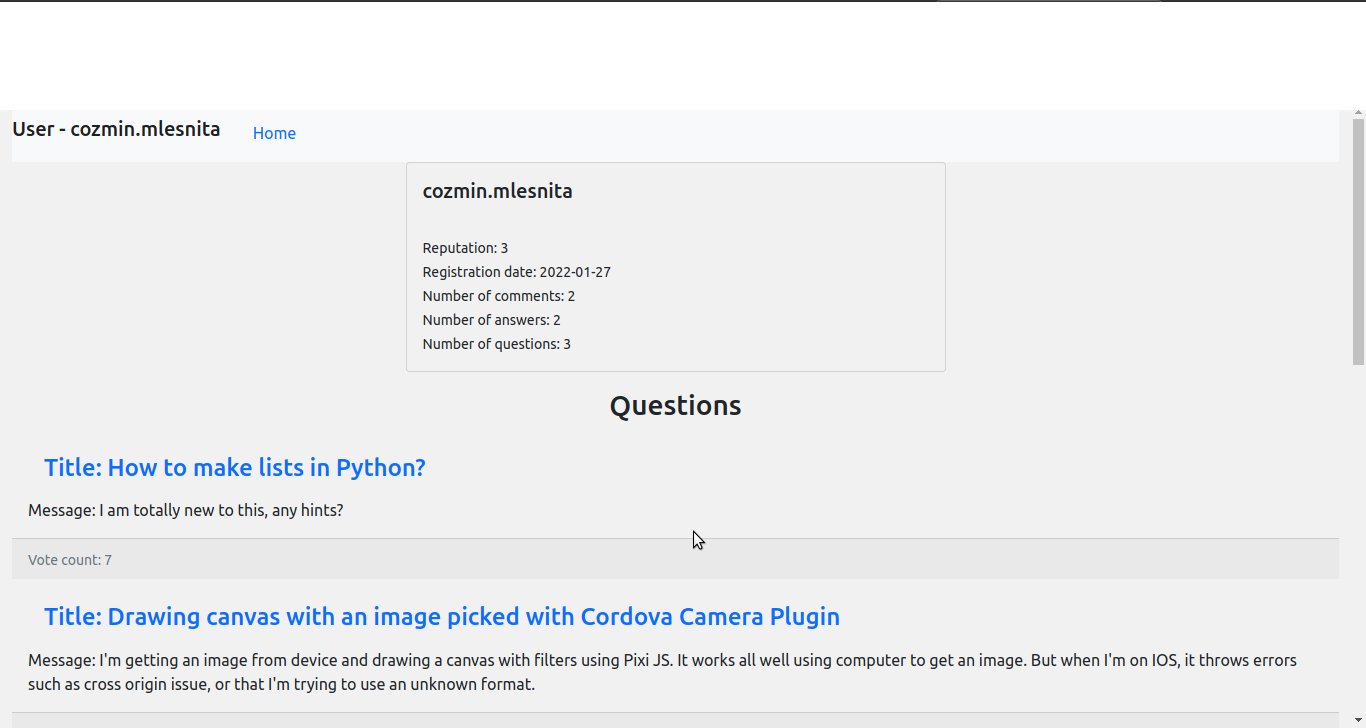 User - cozmin.mlesnita Home
cozmin.mlesnita
Reputation: 3
Registration date: 2022-01-27
Number of comments: 2
Number of answers: 2
Number of questions: 3
Questions
Title: How to make lists in Python?
Message: I am totally new to this, any hints?
Vote count: 7
Title: Drawing canvas with an image picked with Cordova Camera Plugin
Message: I'm getting an image from device and drawing a canvas with filters using Pixi JS. It works all well using computer to get an image. But when I'm on IOS, it throws errors
such as cross origin issue, or that I'm trying to use an unknown format.